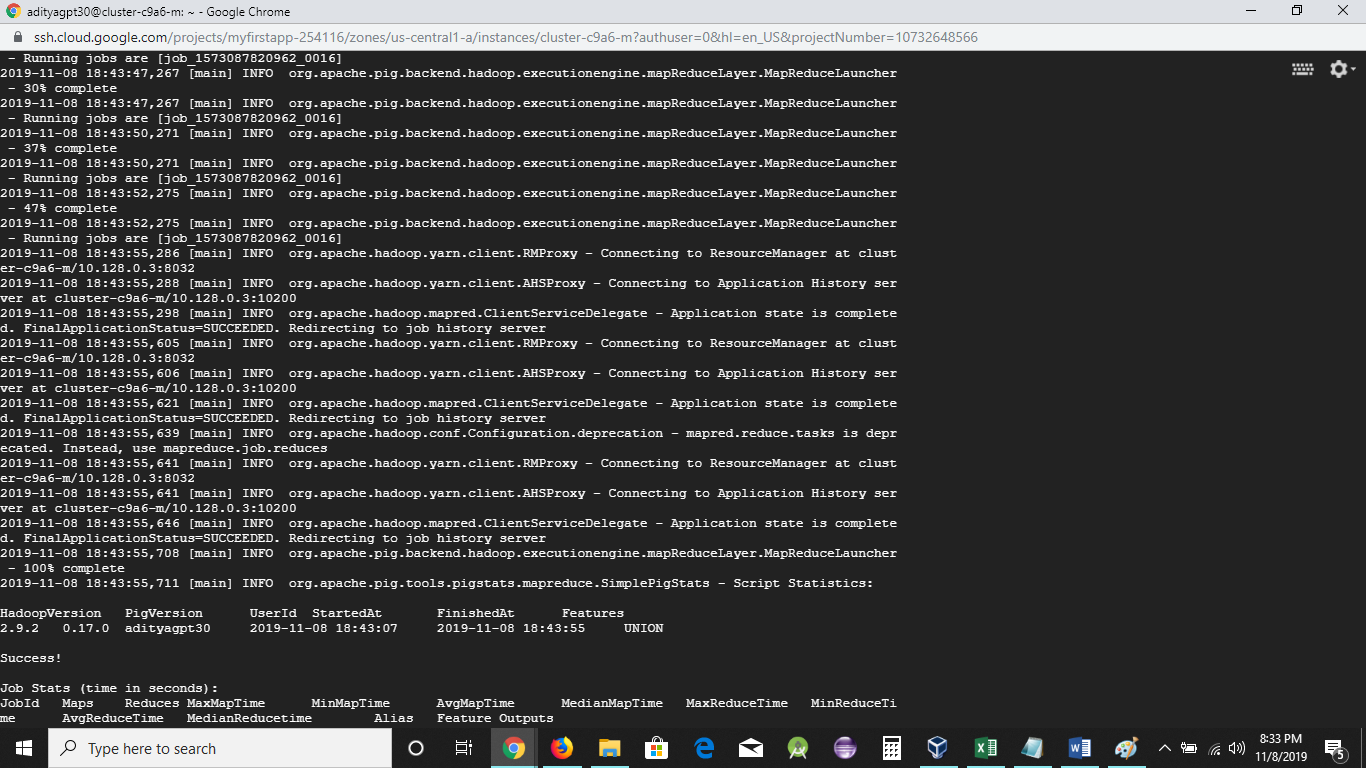 adityagpt30@cluster-c9a6-m: ~ - Google Chrome
ssh.cloud.google.com/projects/myfirstapp-254116/zones/us-central1-a/instances/cluster-c9a6-m?authuser=0&hl=en_US&projectNumber=10732648566
- Running jobs are [job_1573087820962_0016]
2019-11-08 18:43:47,267 [main] INFO  org.apache.pig.backend.hadoop.executionengine.mapReduceLayer.MapReduceLauncher
- 30% complete
2019-11-08 18:43:47,267 [main] INFO  org.apache.pig.backend.hadoop.executionengine.mapReduceLayer.MapReduceLauncher
- Running jobs are [job_1573087820962_0016]
2019-11-08 18:43:50,271 [main] INFO  org.apache.pig.backend.hadoop.executionengine.mapReduceLayer.MapReduceLauncher
- 37% complete
2019-11-08 18:43:50,271 [main] INFO  org.apache.pig.backend.hadoop.executionengine.mapReduceLayer.MapReduceLauncher
- Running jobs are [job_1573087820962_0016]
2019-11-08 18:43:52,275 [main] INFO  org.apache.pig.backend.hadoop.executionengine.mapReduceLayer.MapReduceLauncher
- 47% complete
2019-11-08 18:43:52,275 [main] INFO  org.apache.pig.backend.hadoop.executionengine.mapReduceLayer.MapReduceLauncher
- Running jobs are [job_1573087820962_0016]
2019-11-08 18:43:55,286 [main] INFO  org.apache.hadoop.yarn.client.RMProxy - Connecting to ResourceManager at clust
er-c9a6-m/10.128.0.3:8032
2019-11-08 18:43:55,288 [main] INFO  org.apache.hadoop.yarn.client.AHSProxy - Connecting to Application History ser
ver at cluster-c9a6-m/10.128.0.3:10200
2019-11-08 18:43:55,298 [main] INFO  org.apache.hadoop.mapred.ClientServiceDelegate - Application state is complete
d. FinalApplicationStatus=SUCCEEDED. Redirecting to job history server
2019-11-08 18:43:55,605 [main] INFO  org.apache.hadoop.yarn.client.RMProxy - Connecting to ResourceManager at clust
er-c9a6-m/10.128.0.3:8032
2019-11-08 18:43:55,606 [main] INFO  org.apache.hadoop.yarn.client.AHSProxy - Connecting to Application History ser
ver at cluster-c9a6-m/10.128.0.3:10200
2019-11-08 18:43:55,621 [main] INFO  org.apache.hadoop.mapred.ClientServiceDelegate - Application state is complete
d. FinalApplicationStatus=SUCCEEDED. Redirecting to job history server
2019-11-08 18:43:55,639 [main] INFO  org.apache.hadoop.conf.Configuration.deprecation - mapred.reduce.tasks is depr
ecated. Instead, use mapreduce.job.reduces
2019-11-08 18:43:55,641 [main] INFO  org.apache.hadoop.yarn.client.RMProxy - Connecting to ResourceManager at clust
er-c9a6-m/10.128.0.3:8032
2019-11-08 18:43:55,641 [main] INFO  org.apache.hadoop.yarn.client.AHSProxy - Connecting to Application History ser
ver at cluster-c9a6-m/10.128.0.3:10200
2019-11-08 18:43:55,646 [main] INFO  org.apache.hadoop.mapred.ClientServiceDelegate - Application state is complete
d. FinalApplicationStatus=SUCCEEDED. Redirecting to job history server
2019-11-08 18:43:55,708 [main] INFO  org.apache.pig.backend.hadoop.executionengine.mapReduceLayer.MapReduceLauncher
- 100% complete
2019-11-08 18:43:55,711 [main] INFO  org.apache.pig.tools.pigstats.mapreduce.SimplePigStats - Script Statistics:
HadoopVersion PigVersion UserId StartedAt FinishedAt Features
2.9.2 0.17.0 adityagpt30 2019-11-08 18:43:07 2019-11-08 18:43:55 UNION
Success!
Job Stats (time in seconds):
JobId Maps Reduces MaxMapTime MinMapTime AvgMapTime MedianMapTime MaxReduceTime MinReduceTi
me AvgReduceTime MedianReducetime Alias Feature Outputs
Type here to search
8:33 PM
11/8/2019
5